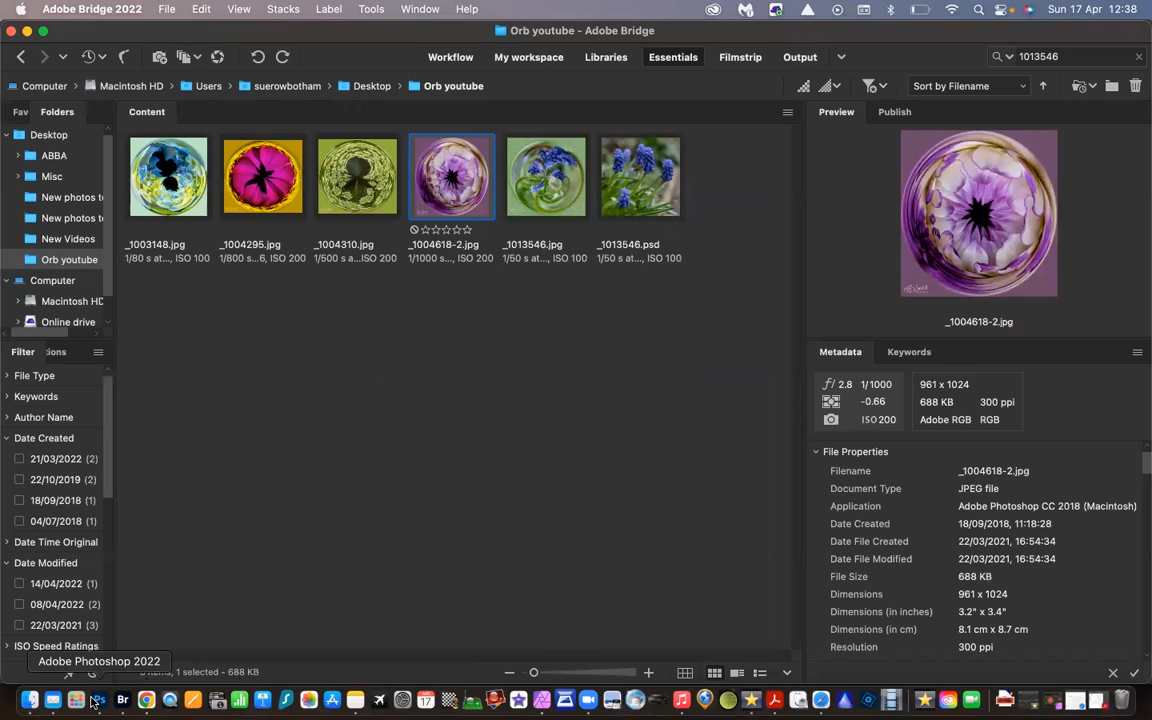 Adobe Bridge 2022 File Edit View Stacks Label Tools Window Help Sun 17 Apr 12:38
Orb youtube – Adobe Bridge
Workflow My workspace Libraries Essentials Filmstrip Output 1013546
Computer Macintosh HD Users suerowbotham Desktop Orb youtube Sort by Filename
Fav Folders Content Preview Publish
Desktop
ABBA
Misc
New photos to
New photos to
New Videos
Orb youtube
Computer
Macintosh HD
Online drive
_1003148.jpg _1004295.jpg _1004310.jpg _1004618-2.jpg _1013546.jpg _1013546.psd
1/80 s at..., ISO 100 1/800 s...6, ISO 200 1/500 s a...ISO 200 1/1000 s..., ISO 200 1/50 s at..., ISO 100 1/50 s at..., ISO 100
_1004618-2.jpg
Filter tions
File Type
Keywords
Author Name
Date Created
21/03/2022 (2)
22/10/2019 (2)
18/09/2018 (1)
04/07/2018 (1)
Date Time Original
Date Modified
14/04/2022 (1)
08/04/2022 (2)
22/03/2021 (3)
ISO Speed Ratings
Metadata Keywords
f/ 2.8 1/1000
-0.66
ISO200
961 x 1024
688 KB 300 ppi
Adobe RGB RGB
File Properties
Filename _1004618-2.jpg
Document Type JPEG file
Application Adobe Photoshop CC 2018 (Macintosh)
Date Created 18/09/2018, 11:18:28
Date File Created 22/03/2021, 16:54:34
Date File Modified 22/03/2021, 16:54:34
File Size 688 KB
Dimensions 961 x 1024
Dimensions (in inches) 3.2" x 3.4"
Dimensions (in cm) 8.1 cm x 8.7 cm
Resolution 300 ppi
Adobe Photoshop 2022
items, 1 selected - 688 KB
Ps Br
17